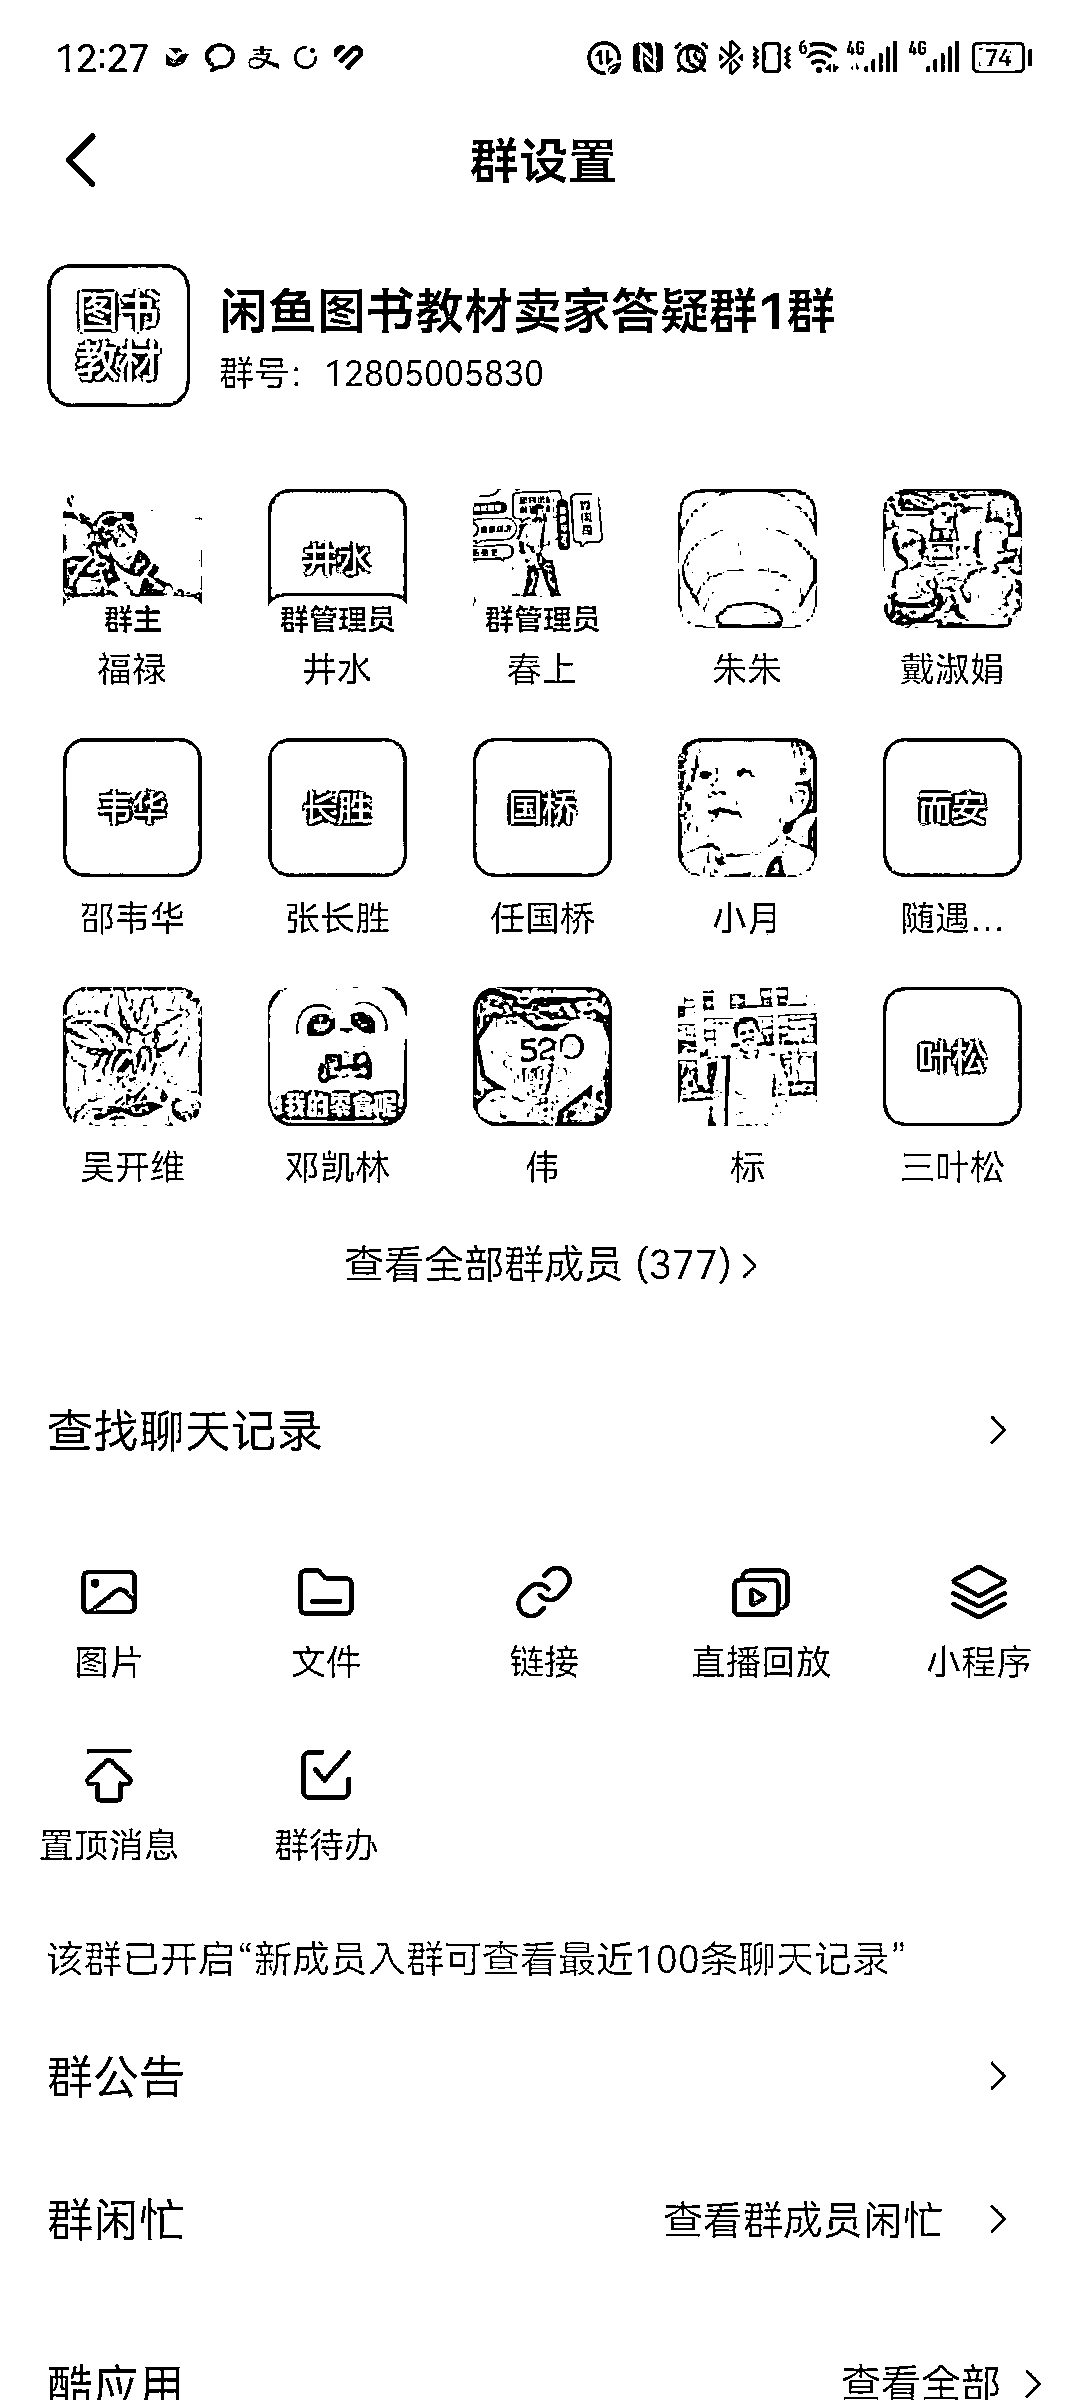 12:27 支 6 4G 4G 74
群设置
图书
教材
闲鱼图书教材卖家答疑群1群
群号：12805005830
井水
群主 群管理员 群管理员
福禄 井水 春上 朱朱 戴淑娟
韦华 长胜 国桥 而安
邵韦华 张长胜 任国桥 小月 随遇...
520
我的零食呢 叶松
吴开维 邓凯林 伟 标 三叶松
查看全部群成员 (377)
查找聊天记录
图片 文件 链接 直播回放 小程序
置顶消息 群待办
该群已开启“新成员入群可查看最近100条聊天记录”
群公告
群闲忙 查看群成员闲忙
酷应用 查看全部